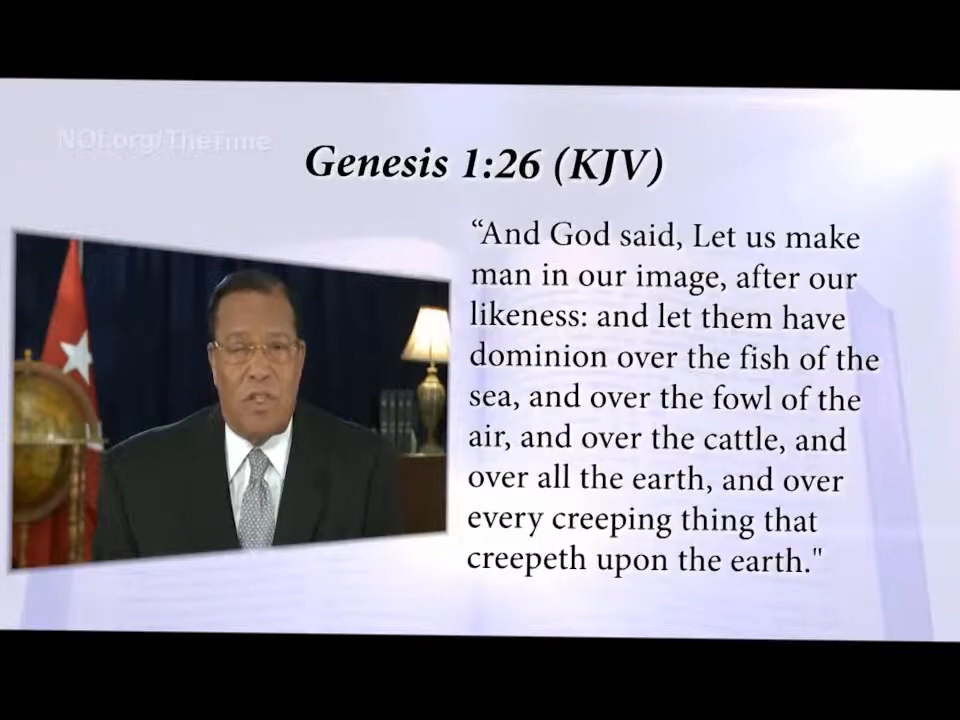 NOI.org/TheTime
Genesis 1:26 (KJV)
“And God said, Let us make
man in our image, after our
likeness: and let them have
dominion over the fish of the
sea, and over the fowl of the
air, and over the cattle, and
over all the earth, and over
every creeping thing that
creepeth upon the earth."